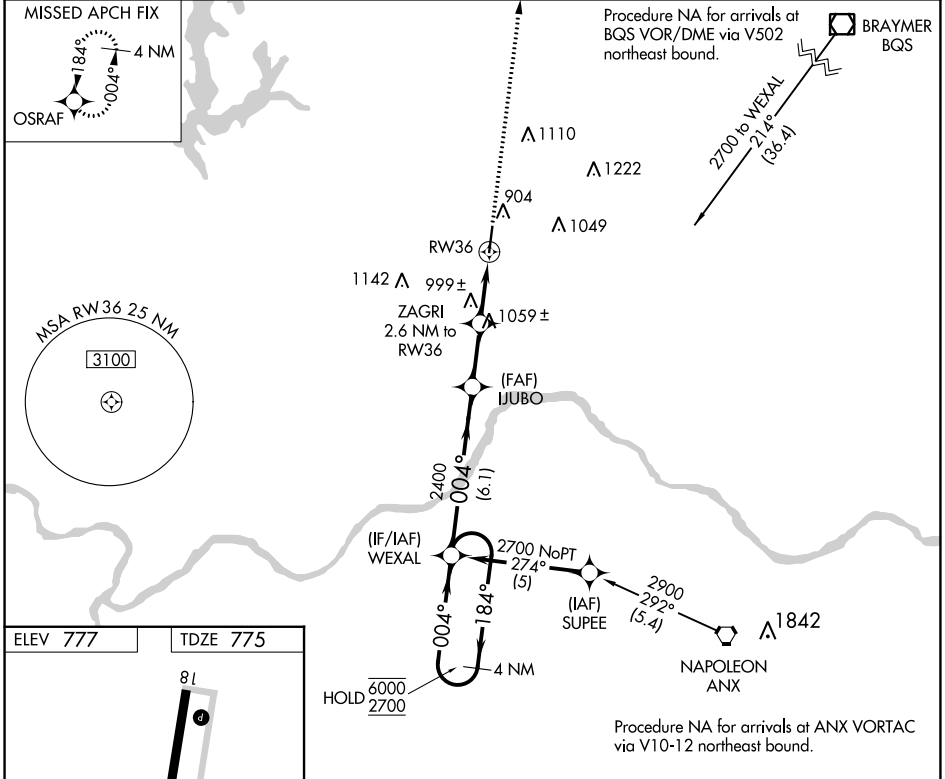 MISSED APCH FIX
184°
004°
4 NM
OSRAF
Procedure NA for arrivals at
BQS VOR/DME via V502
northeast bound.
BRAYMER
BQS
2700 to WEXAL
214°
(36.4)
1110
1222
904
1049
RW36
1142
999±
ZAGRI
2.6 NM to
RW36
1059±
MSA RW36 25 NM
3100
(FAF)
IJUBO
2400
004°
(6.1)
(IF/IAF)
WEXAL
2700 NoPT
274°
(5)
(IAF)
SUPEE
2900
292°
(5.4)
1842
NAPOLEON
ANX
004°
184°
4 NM
HOLD
6000
2700
Procedure NA for arrivals at ANX VORTAC
via V10-12 northeast bound.
ELEV 777
TDZE 775
18
P